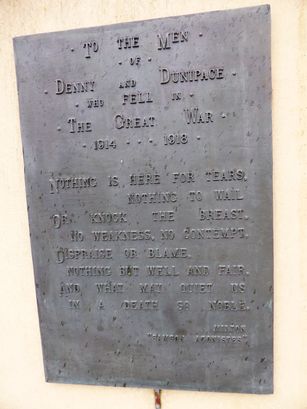 · To the Men ·
· of ·
· Denny and Dunipace ·
· who fell in ·
· The Great War ·
· 1914 · · · 1918 ·
Nothing is here for tears,
nothing to wail
Or knock the breast,
No weakness, no contempt,
Dispraise or blame,
nothing but well and fair,
And what may quiet us
in a death so noble.
Milton
"Samson Agonistes"